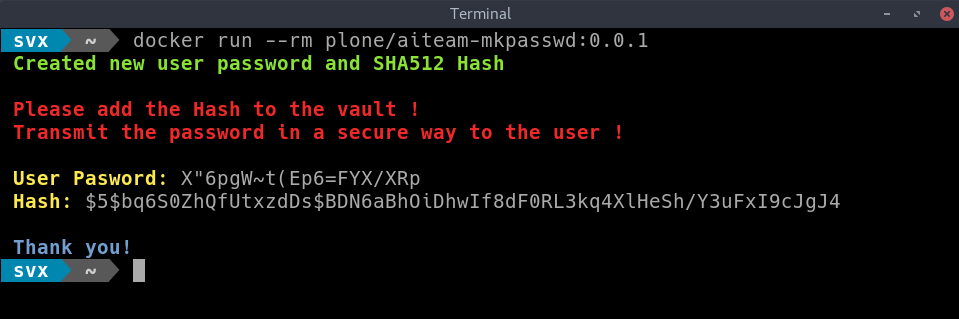 Terminal
svx ~ docker run --rm plone/aiteam-mkpasswd:0.0.1
Created new user password and SHA512 Hash
Please add the Hash to the vault !
Transmit the password in a secure way to the user !
User Pasword: X"6pgW~t(Ep6=FYX/XRp
Hash: $5$bq6S0ZhQfUtxzdDs$BDN6aBhOiDhwIf8dF0RL3kq4XlHeSh/Y3uFxI9cJgJ4
Thank you!
svx ~